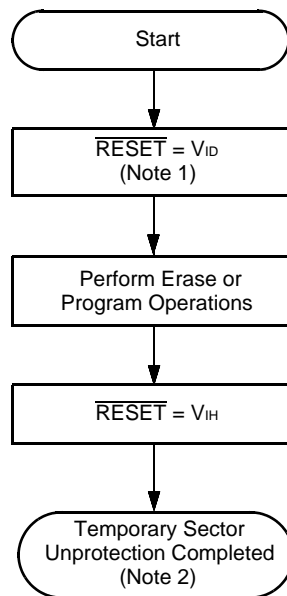 Start
RESET = VID
(Note 1)
Perform Erase or
Program Operations
RESET = VIH
Temporary Sector
Unprotection Completed
(Note 2)